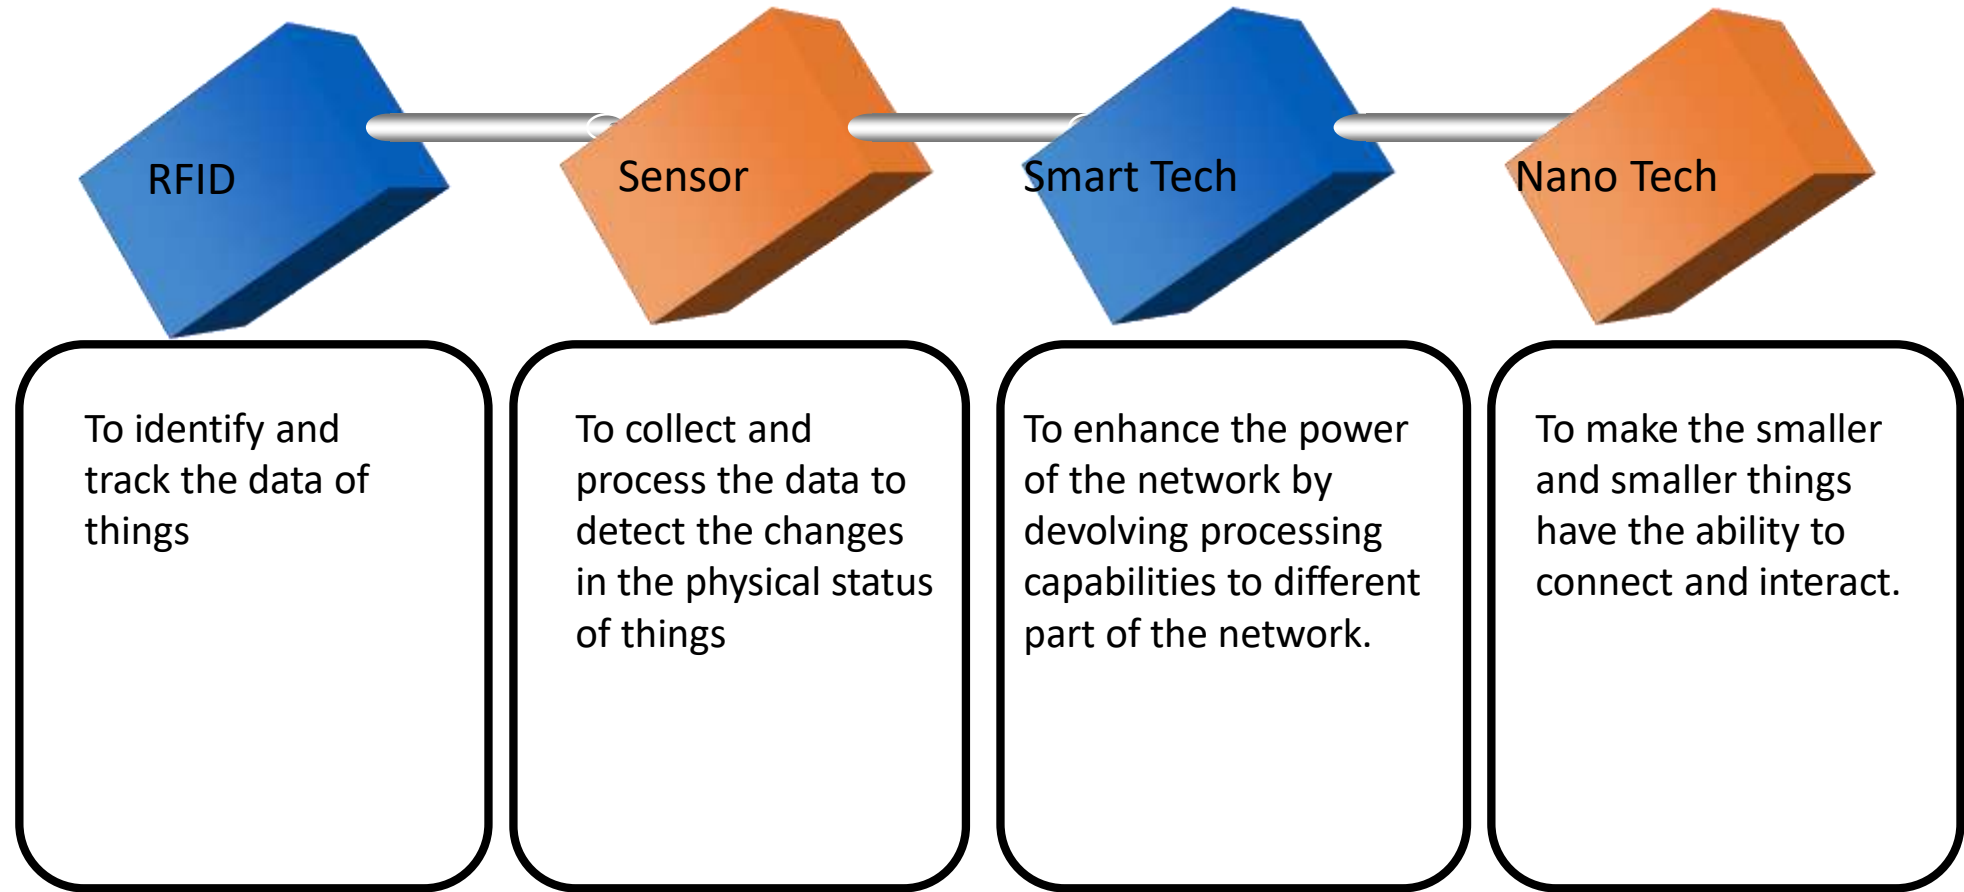 RFID
Sensor
Smart Tech
Nano Tech
To identify and
track the data of
things
To collect and
process the data to
detect the changes
in the physical status
of things
To enhance the power
of the network by
devolving processing
capabilities to different
part of the network.
To make the smaller
and smaller things
have the ability to
connect and interact.